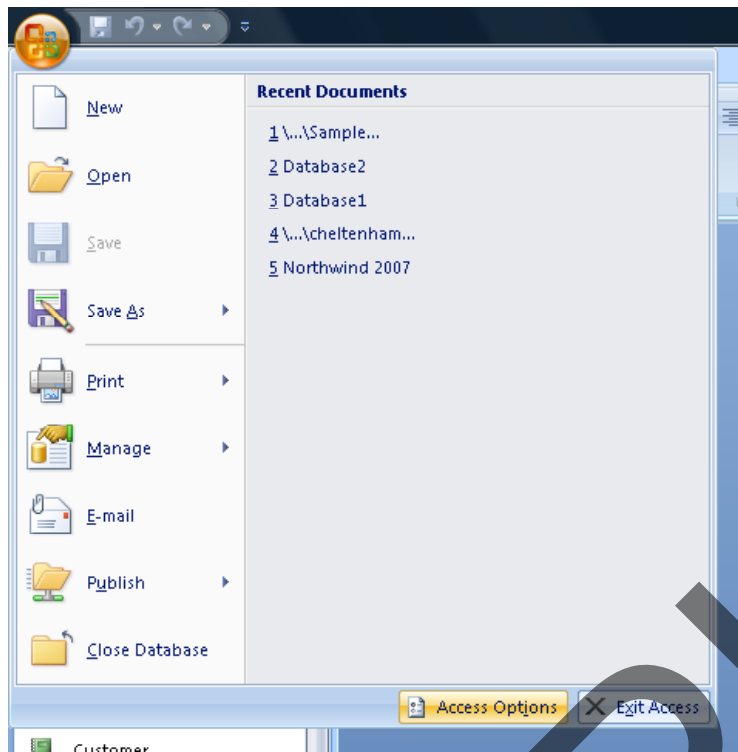 New
Open
Save
Save As
Print
Manage
E-mail
Publish
Close Database
Recent Documents
1 \...\Sample...
2 Database2
3 Database1
4 \...\cheltenham...
5 Northwind 2007
Access Options
Exit Access
Customer